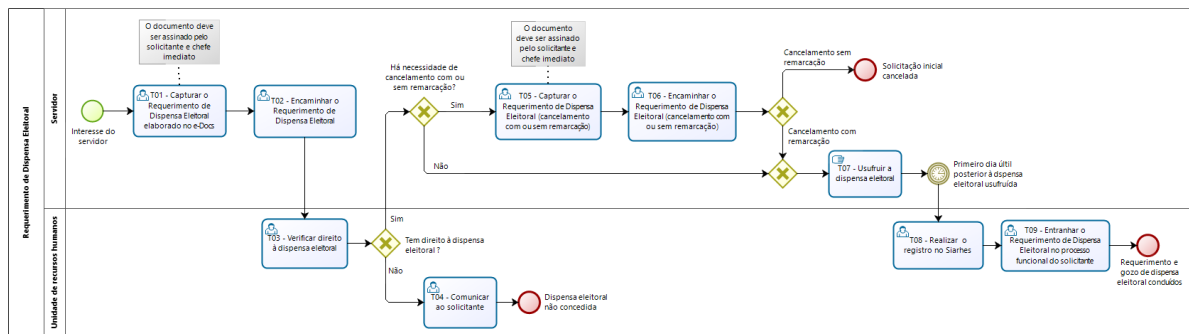 Requerimento de Dispensa Eleitoral
Servidor
Unidade de recursos humanos
O documento deve
ser assinado pelo
solicitante e chefe
imediato
Interesse do
servidor
T01 - Capturar o
Requerimento de
Dispensa Eleitoral
elaborado no e-Docs
T02 - Encaminhar o
Requerimento de
Dispensa Eleitoral
T03 - Verificar direito
à dispensa eleitoral
Tem direito à dispensa
eleitoral ?
Sim
Não
T04 - Comunicar
ao solicitante
Dispensa eleitoral
não concedida
Há necessidade de
cancelamento com ou
sem remarcação?
Sim
Não
O documento
deve ser assinado
pelo solicitante e
chefe imediato
T05 - Capturar o
Requerimento de Dispensa
Eleitoral (cancelamento
com ou sem remarcação)
T06 - Encaminhar o
Requerimento de Dispensa
Eleitoral (cancelamento com
ou sem remarcação)
Cancelamento sem
remarcação
Solicitação inicial
cancelada
Cancelamento com
remarcação
T07 - Usufruir a
dispensa eleitoral
Primeiro dia últil
posterior à dspensa
eleitoral usufruída
T08 - Realizar o
registro no Siarhes
T09 - Entranhar o
Requerimento de Dispensa
Eleitoral no processo
funcional do solicitante
Requerimento e
gozo de dispensa
eleitoral conduídos